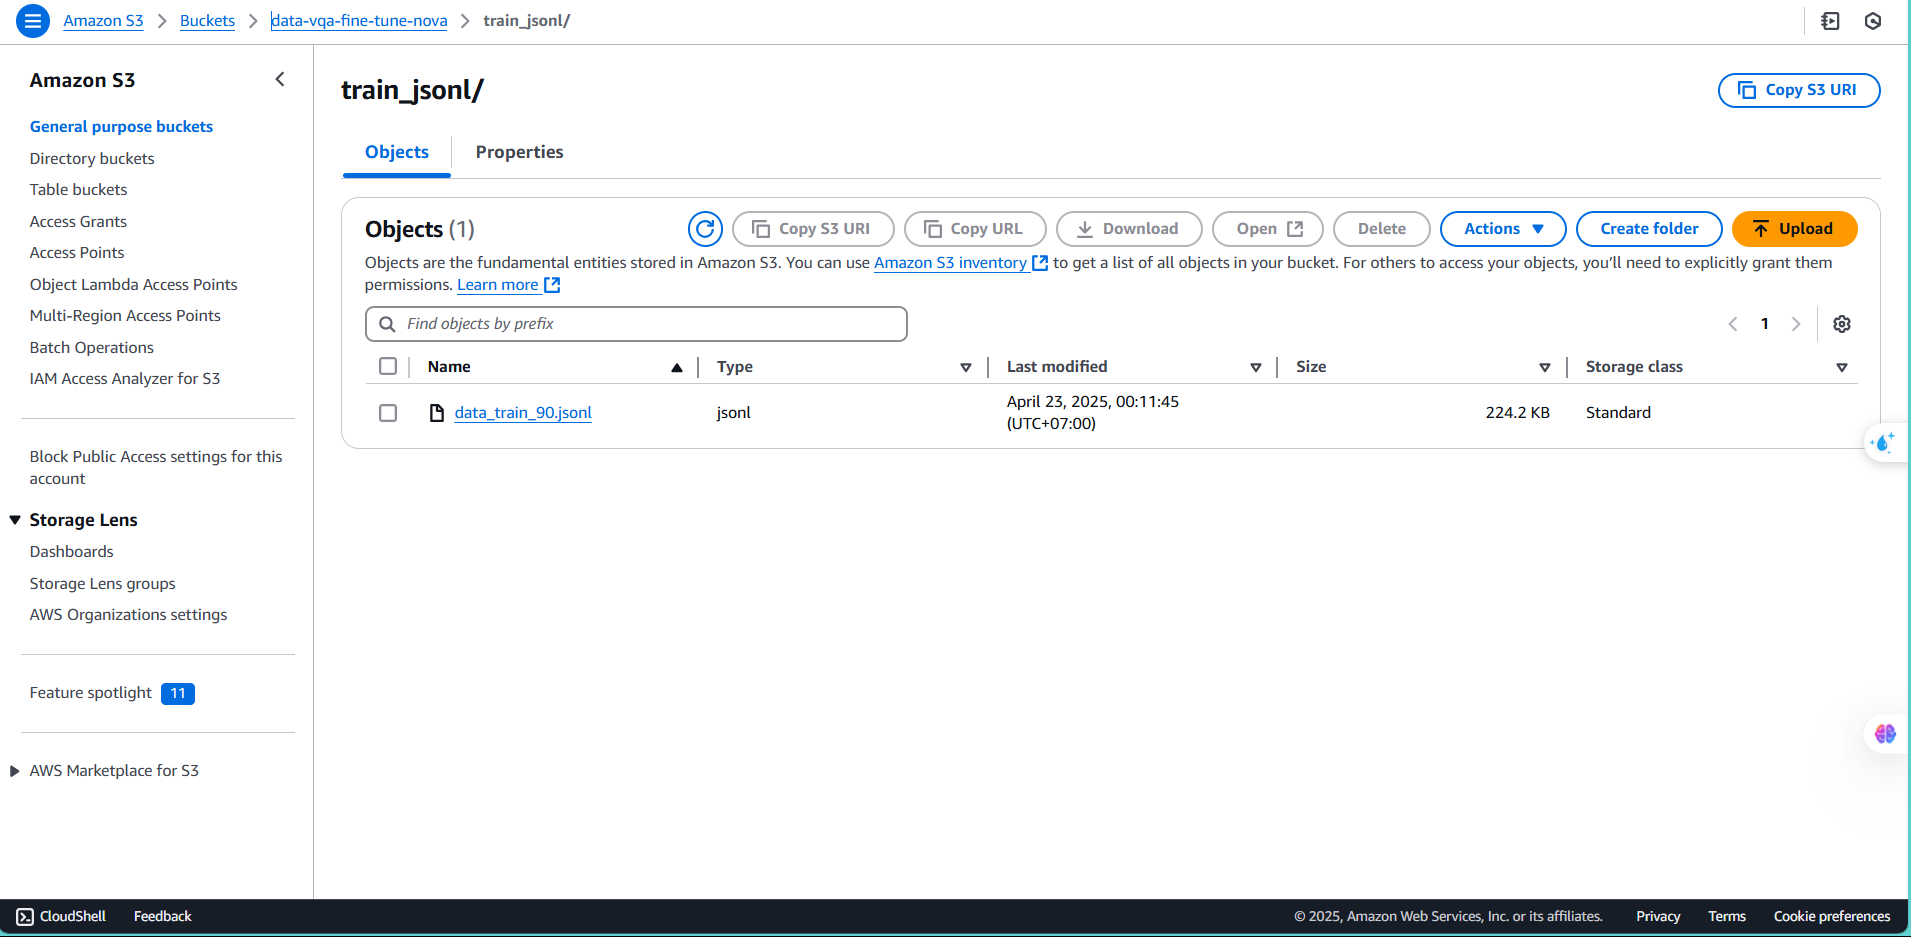 Amazon S3 > Buckets > data-vqa-fine-tune-nova > train_jsonl/
Amazon S3
General purpose buckets
Directory buckets
Table buckets
Access Grants
Access Points
Object Lambda Access Points
Multi-Region Access Points
Batch Operations
IAM Access Analyzer for S3
Block Public Access settings for this
account
Storage Lens
Dashboards
Storage Lens groups
AWS Organizations settings
Feature spotlight 11
AWS Marketplace for S3
train_jsonl/
Copy S3 URI
Objects Properties
Objects (1) Copy S3 URI Copy URL Download Open Delete Actions Create folder Upload
Objects are the fundamental entities stored in Amazon S3. You can use Amazon S3 inventory to get a list of all objects in your bucket. For others to access your objects, you'll need to explicitly grant them
permissions. Learn more
Find objects by prefix 1
Name Type Last modified Size Storage class
data_train_90.jsonl jsonl April 23, 2025, 00:11:45 (UTC+07:00) 224.2 KB Standard
CloudShell Feedback © 2025, Amazon Web Services, Inc. or its affiliates. Privacy Terms Cookie preferences